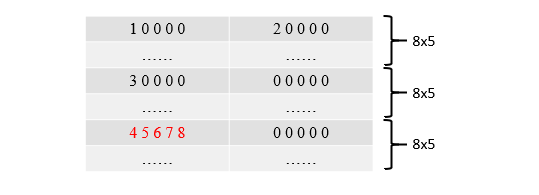 1 0 0 0 0 2 0 0 0 0
8x5
...... ......
3 0 0 0 0 0 0 0 0 0
8x5
...... ......
4 5 6 7 8 0 0 0 0 0
8x5
...... ......